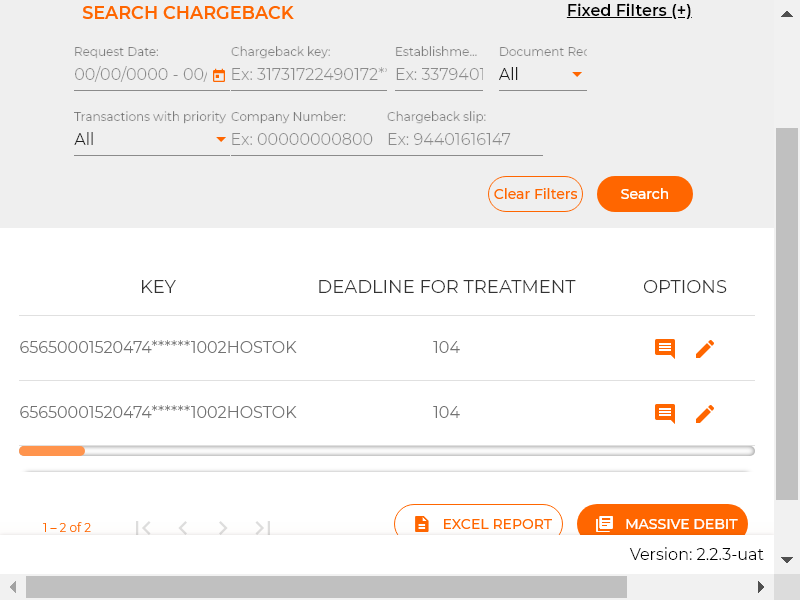 SEARCH CHARGEBACK
Fixed Filters (+)
Request Date: Chargeback key: Establishme... Document Rec
00/00/0000 - 00/ Ex: 31731722490172* Ex: 3379401 All
Transactions with priority Company Number: Chargeback slip:
All Ex: 00000000800 Ex: 94401616147
Clear Filters Search
KEY DEADLINE FOR TREATMENT OPTIONS
65650001520474******1002HOSTOK 104
65650001520474******1002HOSTOK 104
1 – 2 of 2 EXCEL REPORT MASSIVE DEBIT
Version: 2.2.3-uat